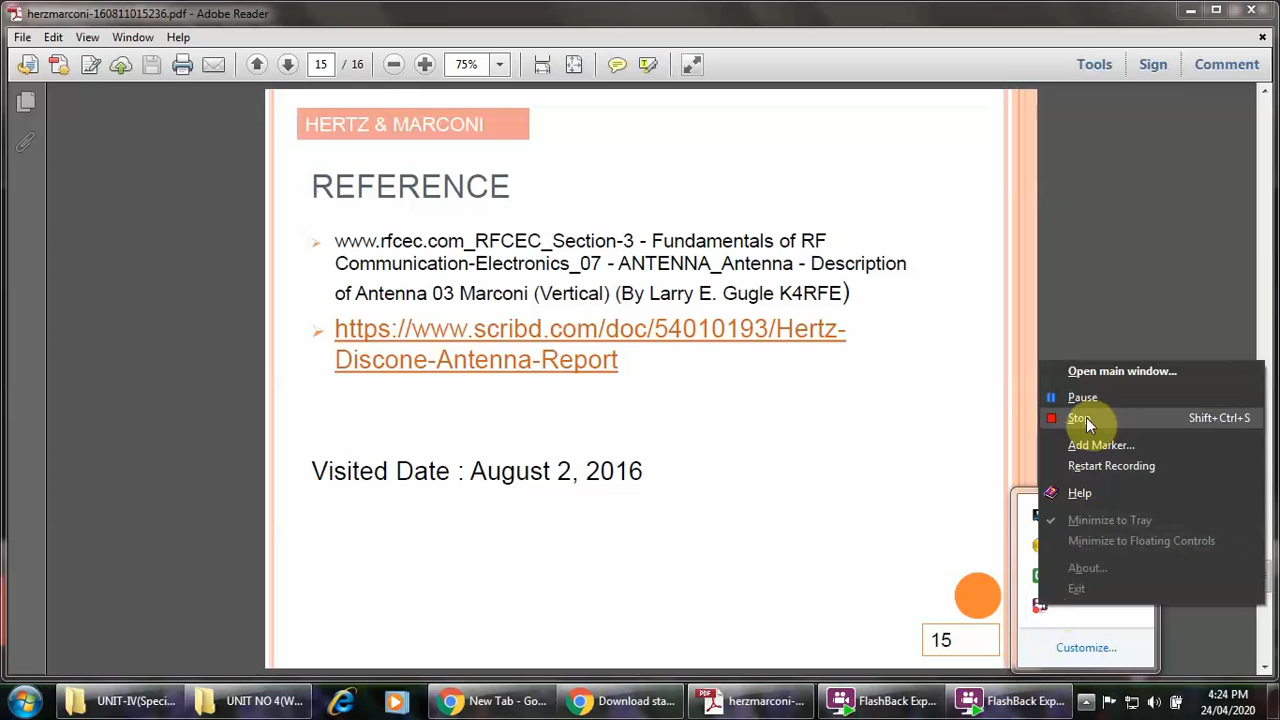 herzmarconi-160811015236.pdf - Adobe Reader
File Edit View Window Help
15 / 16 75% Tools Sign Comment
HERTZ & MARCONI
REFERENCE
www.rfcec.com_RFCEC_Section-3 - Fundamentals of RF
Communication-Electronics_07 - ANTENNA_Antenna - Description
of Antenna 03 Marconi (Vertical) (By Larry E. Gugle K4RFE)
https://www.scribd.com/doc/54010193/Hertz-
Discone-Antenna-Report
Visited Date : August 2, 2016
15
Open main window...
Pause
Stop Shift+Ctrl+S
Add Marker...
Restart Recording
Help
Minimize to Tray
Minimize to Floating Controls
About...
Exit
Customize...
UNIT-IV(Speci... UNIT NO 4(W... New Tab - Go... Download sta... herzmarconi-... FlashBack Exp... FlashBack Exp... 4:24 PM
24/04/2020